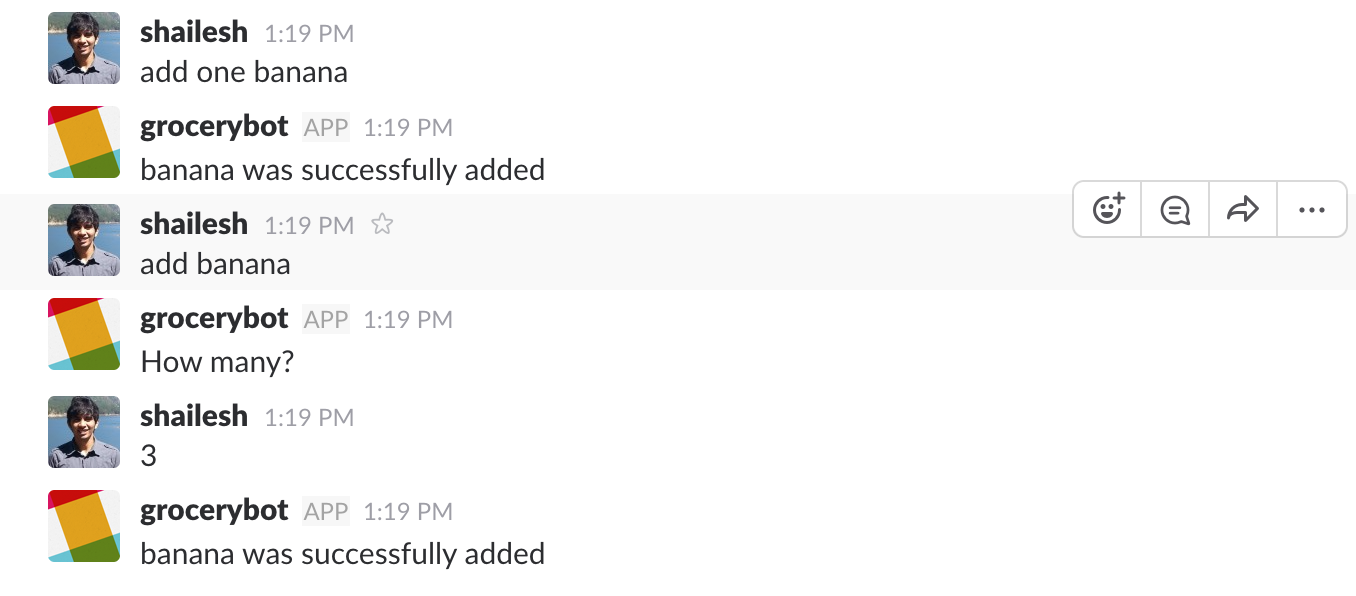 shailesh 1:19 PM
add one banana
grocerybot APP 1:19 PM
banana was successfully added
shailesh 1:19 PM
add banana
grocerybot APP 1:19 PM
How many?
shailesh 1:19 PM
3
grocerybot APP 1:19 PM
banana was successfully added